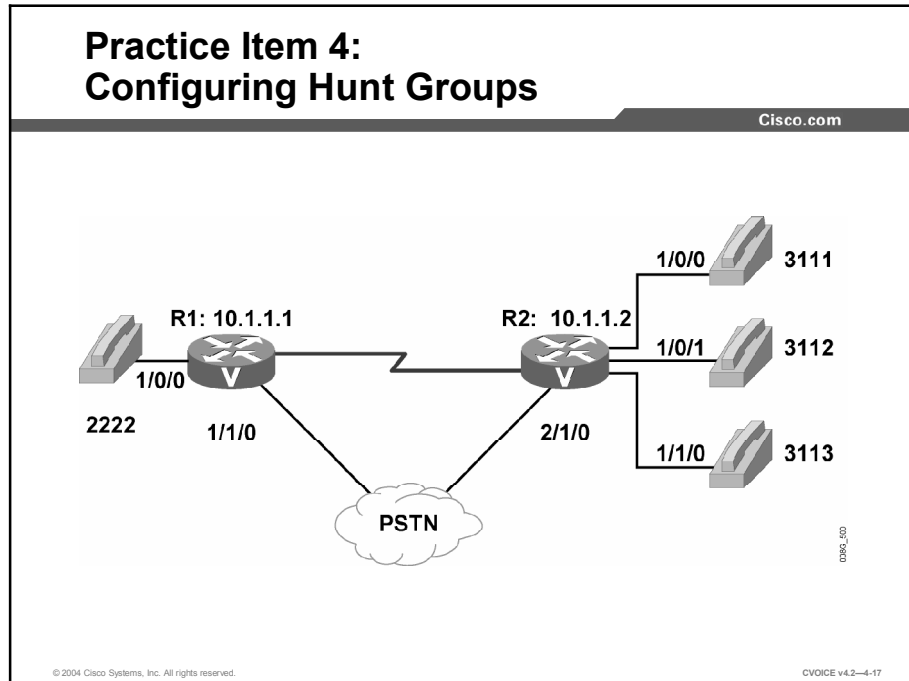 Practice Item 4:
Configuring Hunt Groups
Cisco.com
1/0/0
3111
R1: 10.1.1.1
R2: 10.1.1.2
1/0/1
3112
V
V
1/0/0
2222
1/1/0
2/1/0
1/1/0
3113
PSTN
© 2004 Cisco Systems, Inc. All rights reserved.
CVOICE v4.2—4-17